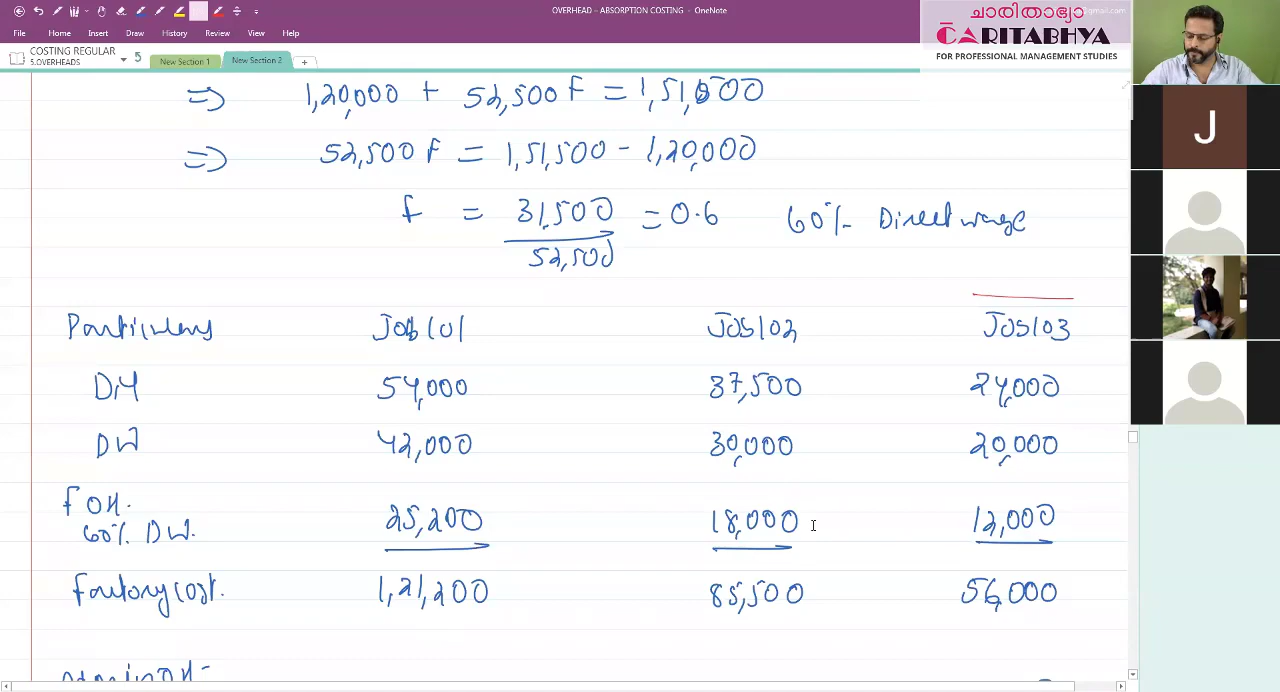 OVERHEAD – ABSORPTION COSTING - OneNote
File Home Insert Draw History Review View Help
COSTING REGULAR
5.OVERHEADS
5 New Section 1 New Section 2 +
ചാരിതാഭ്യാ
CARITABHYA
FOR PROFESSIONAL MANAGEMENT STUDIES
⇒ 1,20,000 + 52,500 F = 1,51,500
⇒ 52,500 F = 1,51,500 - 1,20,000
F = 31,500 / 52,500 = 0.6 60% Direct wage
Particulars Job 101 JOB 102 JOB 103
DM 54,000 37,500 24,000
DW 42,000 30,000 20,000
FOH. 60% DW. 25,200 18,000 12,000
Factory cost. 1,21,200 85,500 56,000
J